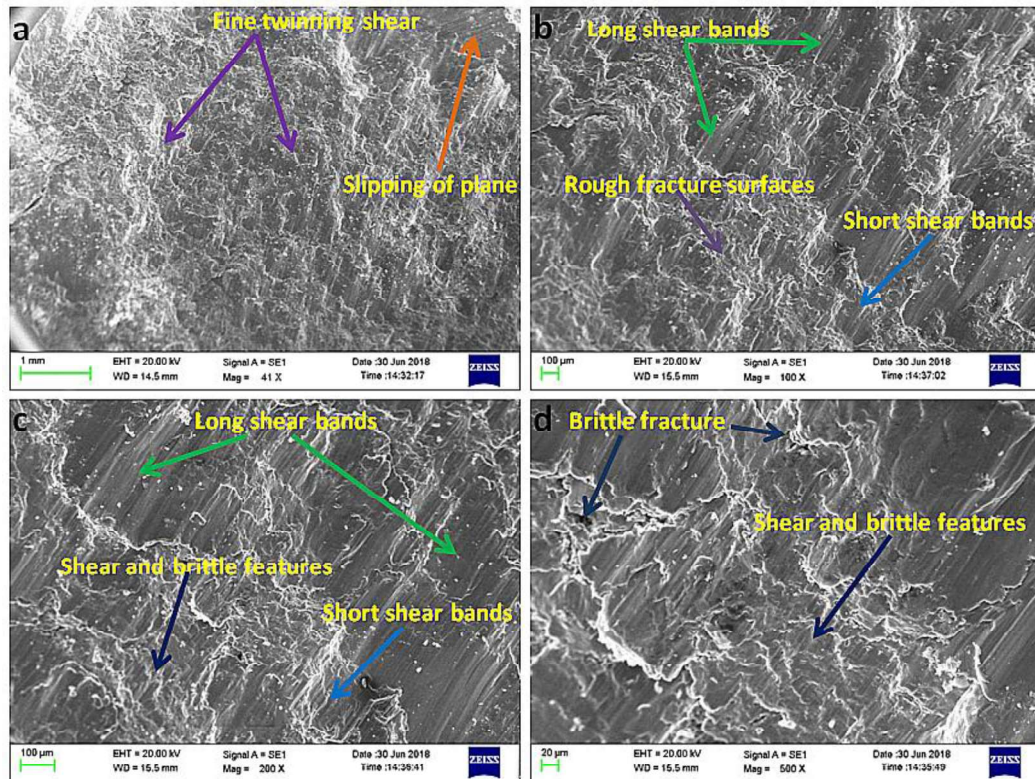 a
Fine twinning shear
Slipping of plane
1 mm
EHT = 20.00 kV
Signal A = SE1
Date :30 Jun 2018
WD = 14.5 mm
Mag = 41 X
Time :14:32:17
ZEISS
b
Long shear bands
Rough fracture surfaces
Short shear bands
100 µm
EHT = 20.00 kV
Signal A = SE1
Date :30 Jun 2018
WD = 15.5 mm
Mag = 100 X
Time :14:37:02
ZEISS
c
Long shear bands
Shear and brittle features
Short shear bands
100 µm
EHT = 20.00 kV
Signal A = SE1
Date :30 Jun 2018
WD = 15.5 mm
Mag = 200 X
Time :14:36:41
ZEISS
d
Brittle fracture
Shear and brittle features
20 µm
EHT = 20.00 kV
Signal A = SE1
Date :30 Jun 2018
WD = 15.5 mm
Mag = 500 X
Time :14:35:49
ZEISS